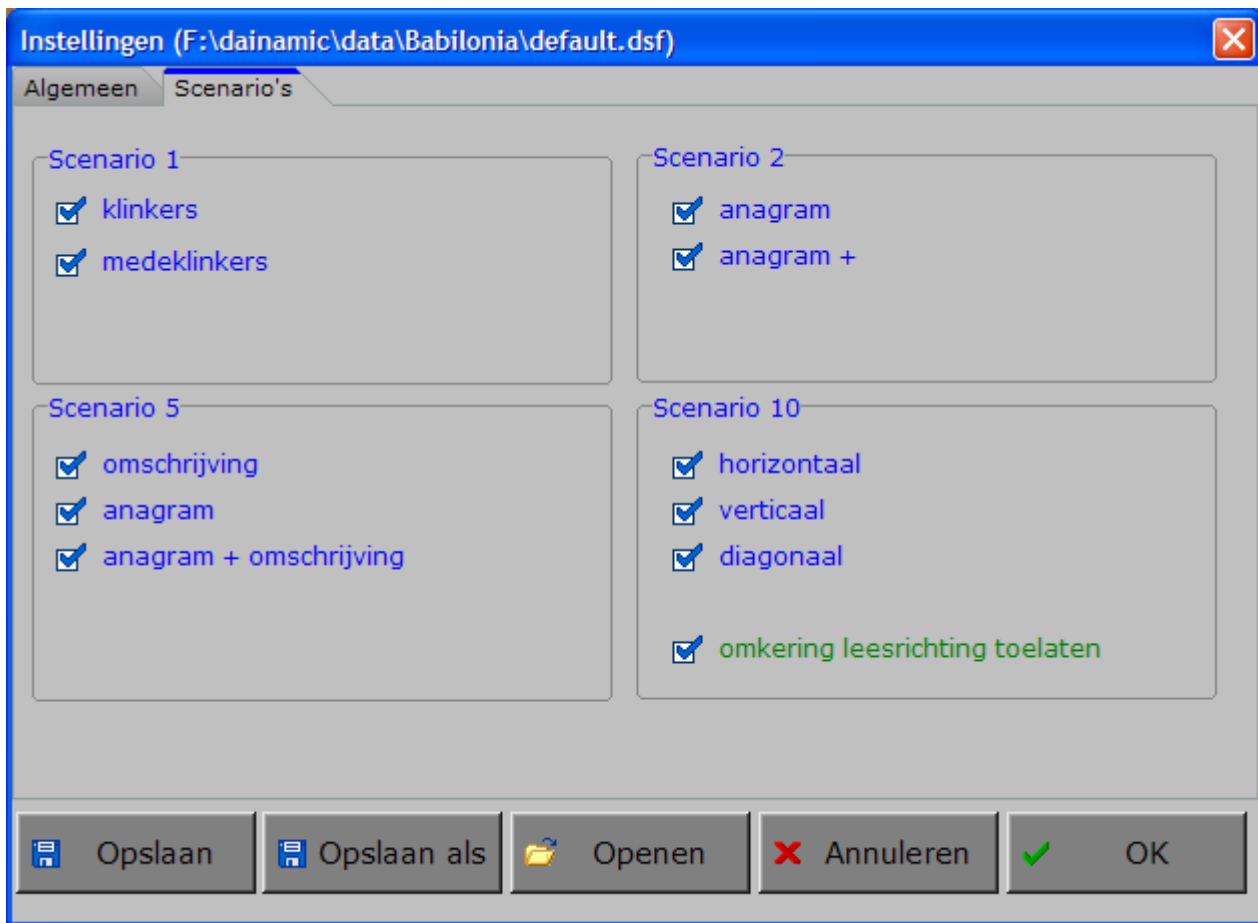 Instellingen (F:\dainamic\data\Babilonia\default.dsf)
Algemeen
Scenario's
Scenario 1
klinkers
medeklinkers
Scenario 2
anagram
anagram +
Scenario 5
omschrijving
anagram
anagram + omschrijving
Scenario 10
horizontaal
verticaal
diagonaal
omkering leesrichting toelaten
Opslaan
Opslaan als
Openen
Annuleren
OK